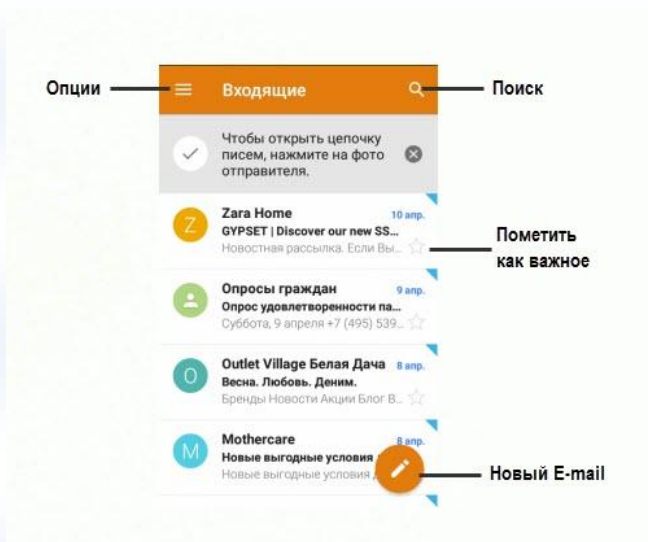 Опции
Входящие
Поиск
Чтобы открыть цепочку
писем, нажмите на фото
отправителя.
Z
Zara Home
10 апр.
GYPSET | Discover our new SS...
Новостная рассылка. Если Вы...
Пометить
как важное
Опросы граждан
9 апр.
Опрос удовлетворенности па...
Суббота, 9 апреля +7 (495) 539...
O
Outlet Village Белая Дача
8 апр.
Весна. Любовь. Деним.
Бренды Новости Акции Блог В...
M
Mothercare
8 апр.
Новые выгодные условия
Новые выгодные условия
Новый E-mail